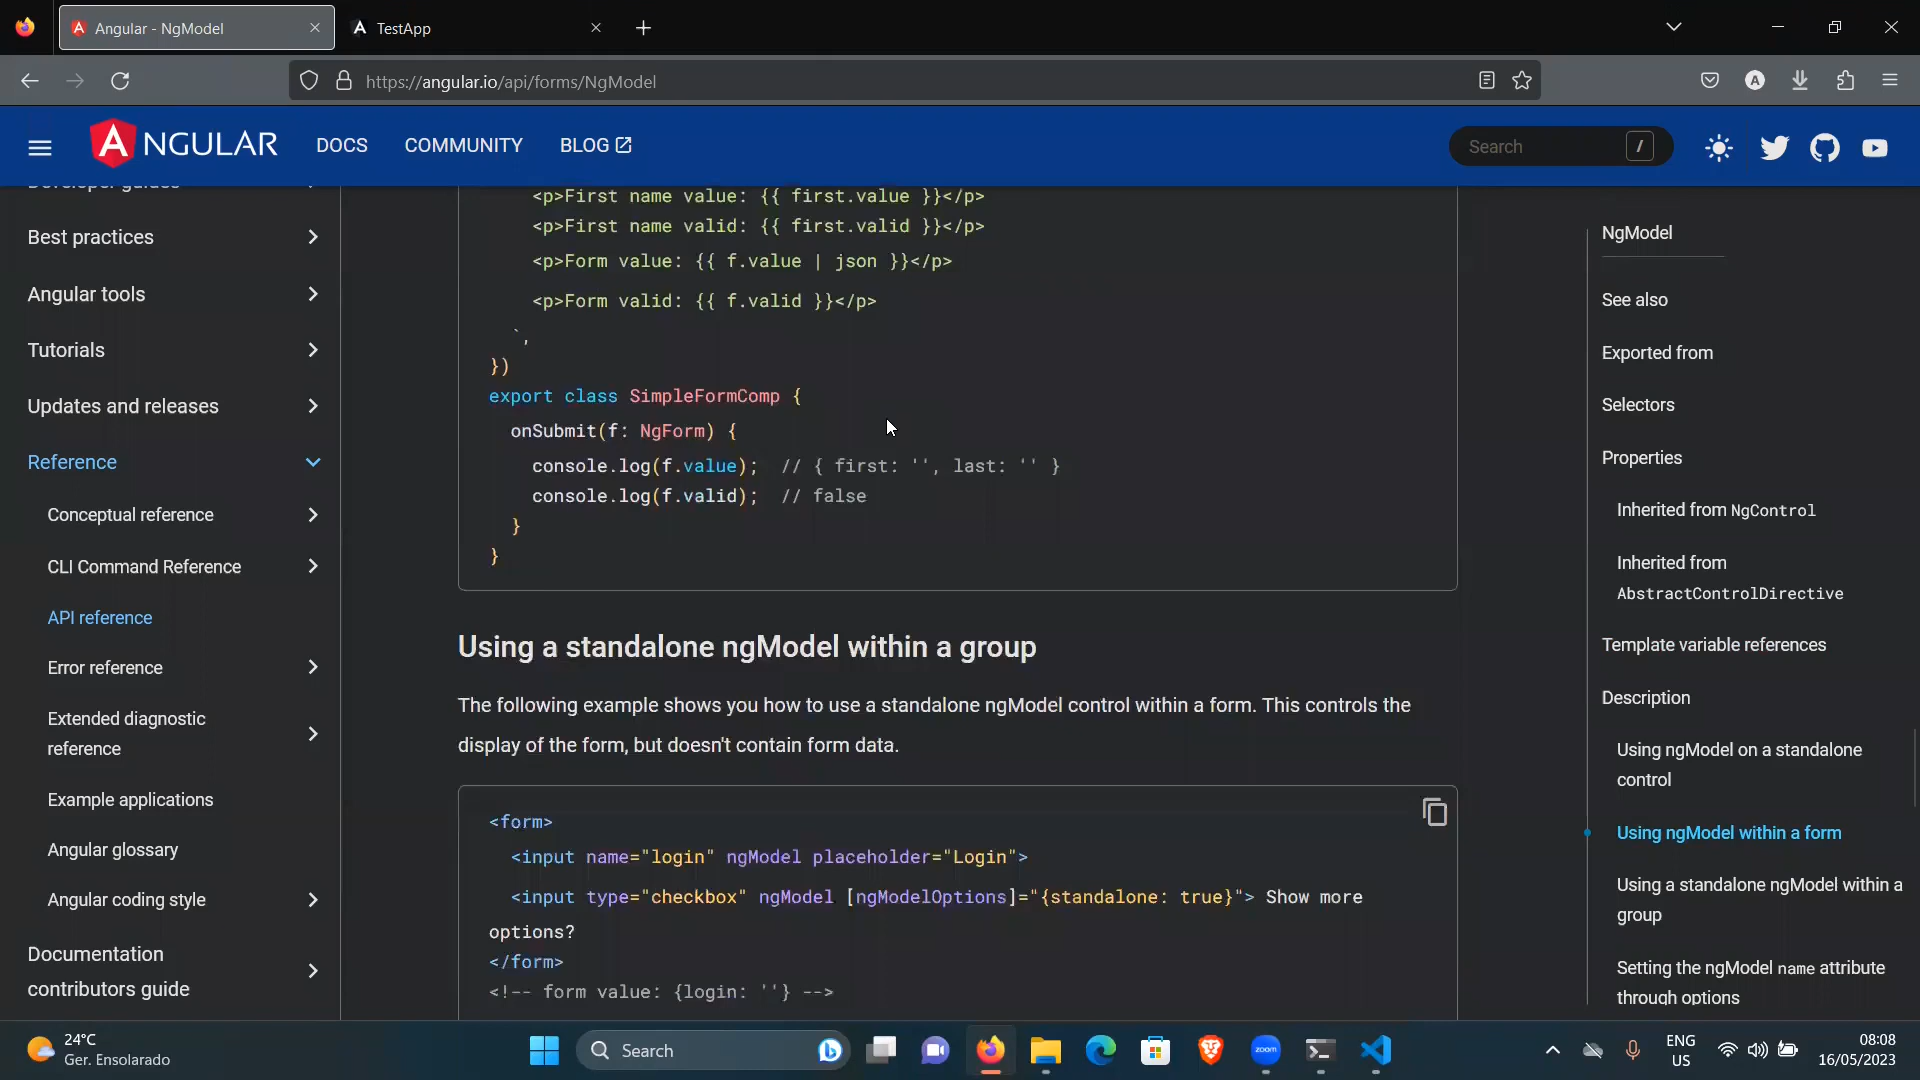 Angular - NgModel
TestApp
https://angular.io/api/forms/NgModel
A
NGULAR
DOCS
COMMUNITY
BLOG
Search
/
Developer guides
Best practices
Angular tools
Tutorials
Updates and releases
Reference
Conceptual reference
CLI Command Reference
API reference
Error reference
Extended diagnostic
reference
Example applications
Angular glossary
Angular coding style
Documentation
contributors guide
<p>First name value: {{ first.value }}</p>
<p>First name valid: {{ first.valid }}</p>
<p>Form value: {{ f.value | json }}</p>
<p>Form valid: {{ f.valid }}</p>
`,
})
export class SimpleFormComp {
onSubmit(f: NgForm) {
console.log(f.value);  // { first: '', last: '' }
console.log(f.valid);  // false
}
}
Using a standalone ngModel within a group
The following example shows you how to use a standalone ngModel control within a form. This controls the
display of the form, but doesn't contain form data.
<form>
<input name="login" ngModel placeholder="Login">
<input type="checkbox" ngModel [ngModelOptions]="{standalone: true}"> Show more
options?
</form>
<!-- form value: {login: ''} -->
NgModel
See also
Exported from
Selectors
Properties
Inherited from NgControl
Inherited from
AbstractControlDirective
Template variable references
Description
Using ngModel on a standalone
control
Using ngModel within a form
Using a standalone ngModel within a
group
Setting the ngModel name attribute
through options
24°C
Ger. Ensolarado
Search
zoom
ENG
US
08:08
16/05/2023